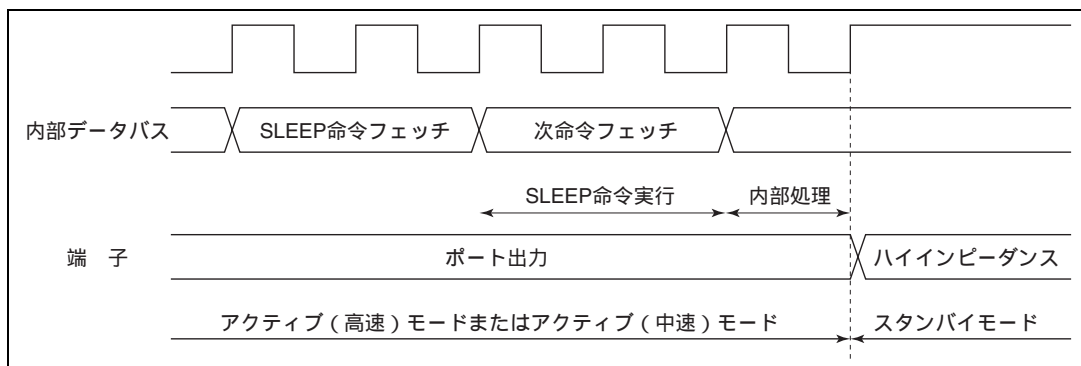 内部データバス
SLEEP命令フェッチ
次命令フェッチ
SLEEP命令実行
内部処理
端　子
ポート出力
ハイインピーダンス
アクティブ（高速）モードまたはアクティブ（中速）モード
スタンバイモード